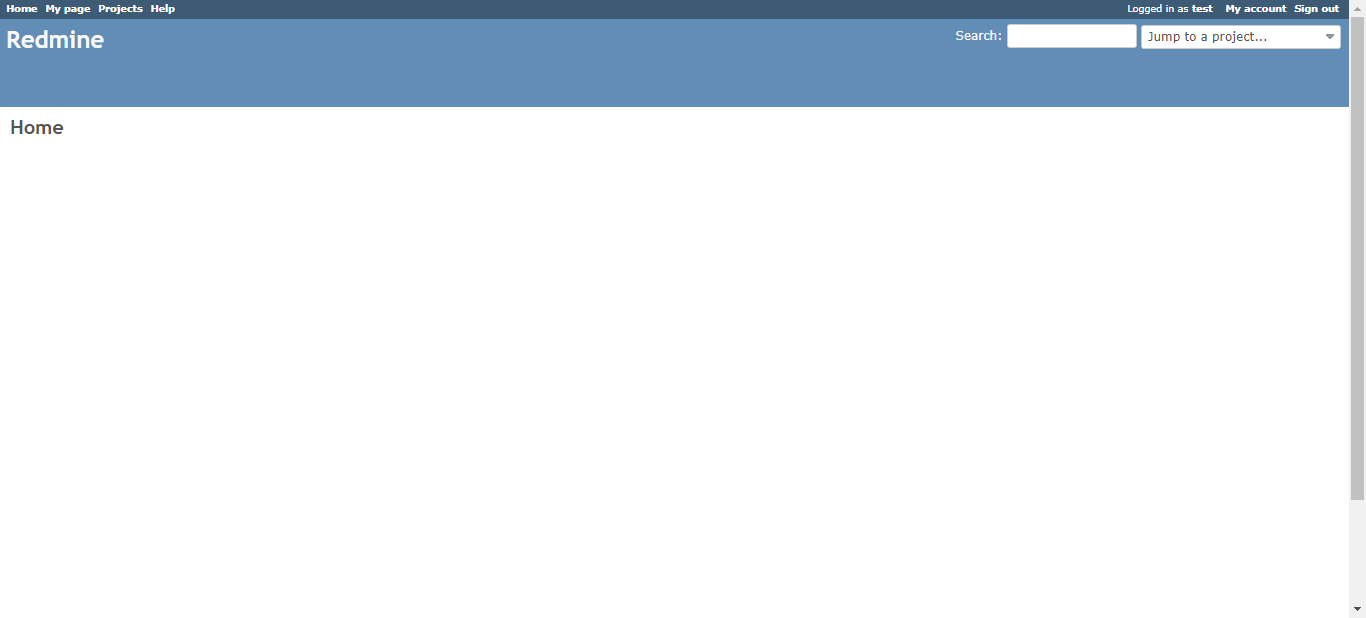 Home My page Projects Help Logged in as test My account Sign out
Redmine Search: Jump to a project...
Home